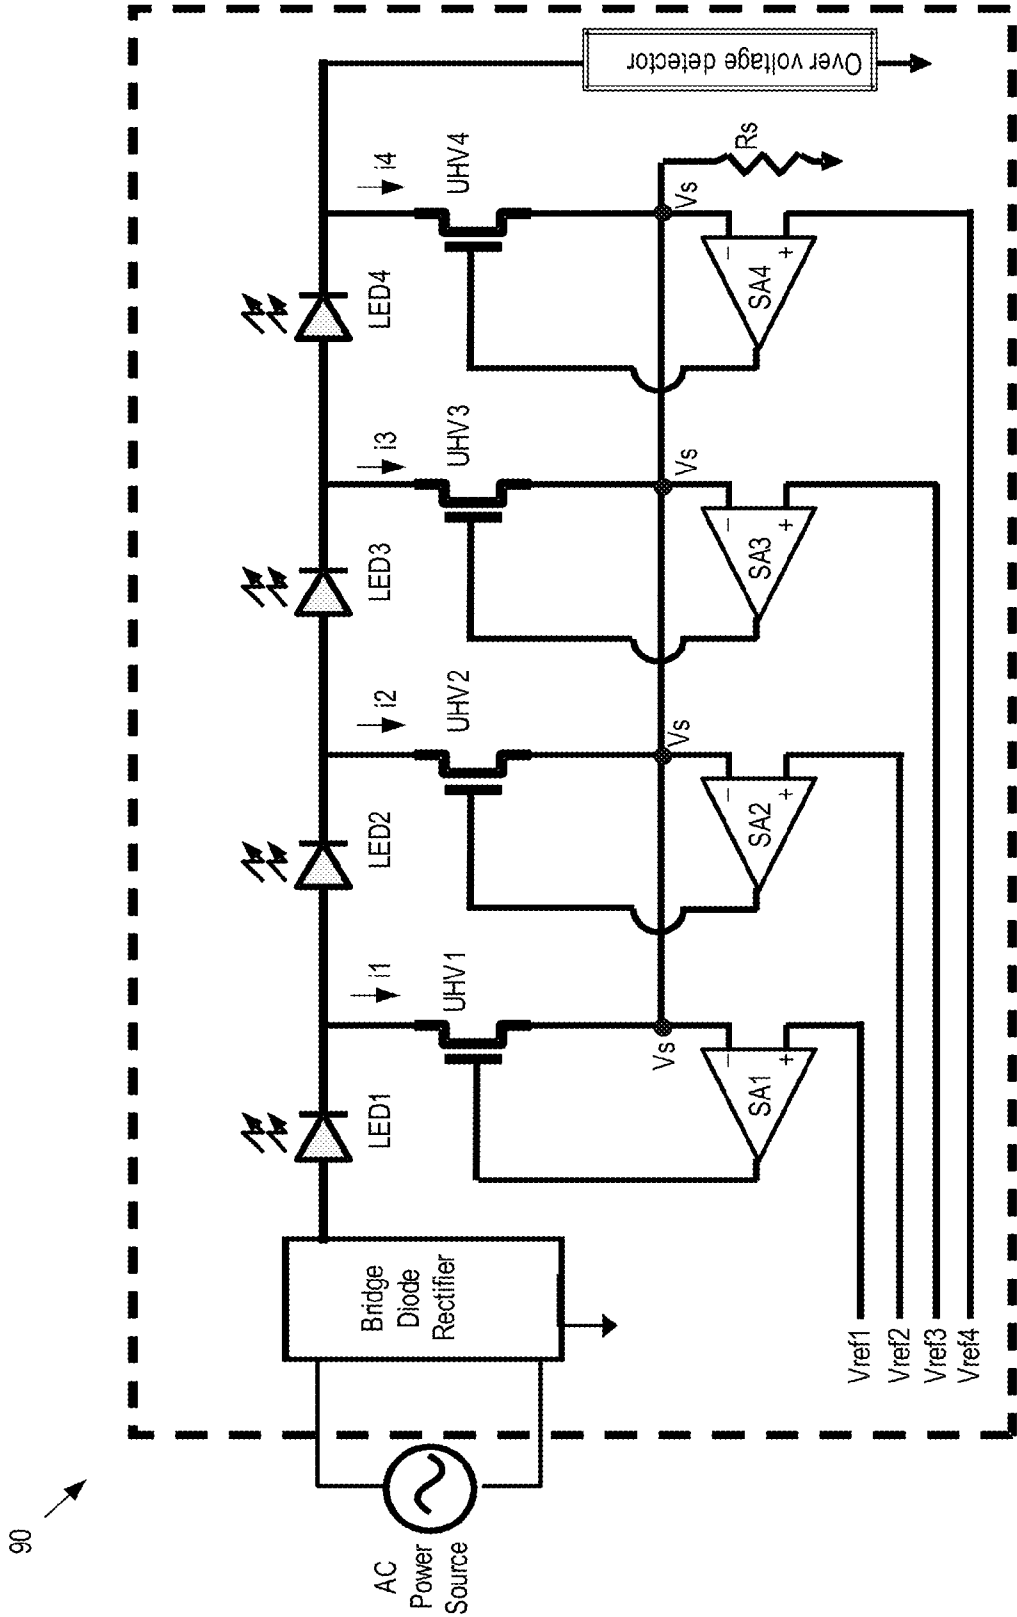 90
AC
Power
Source
Bridge
Diode
Rectifier
LED1
LED2
LED3
LED4
i1
i2
i3
i4
UHV1
UHV2
UHV3
UHV4
Vs
Vs
Vs
Vs
Rs
Over voltage detector
SA1
- +
SA2
- +
SA3
- +
SA4
- +
Vref1
Vref2
Vref3
Vref4